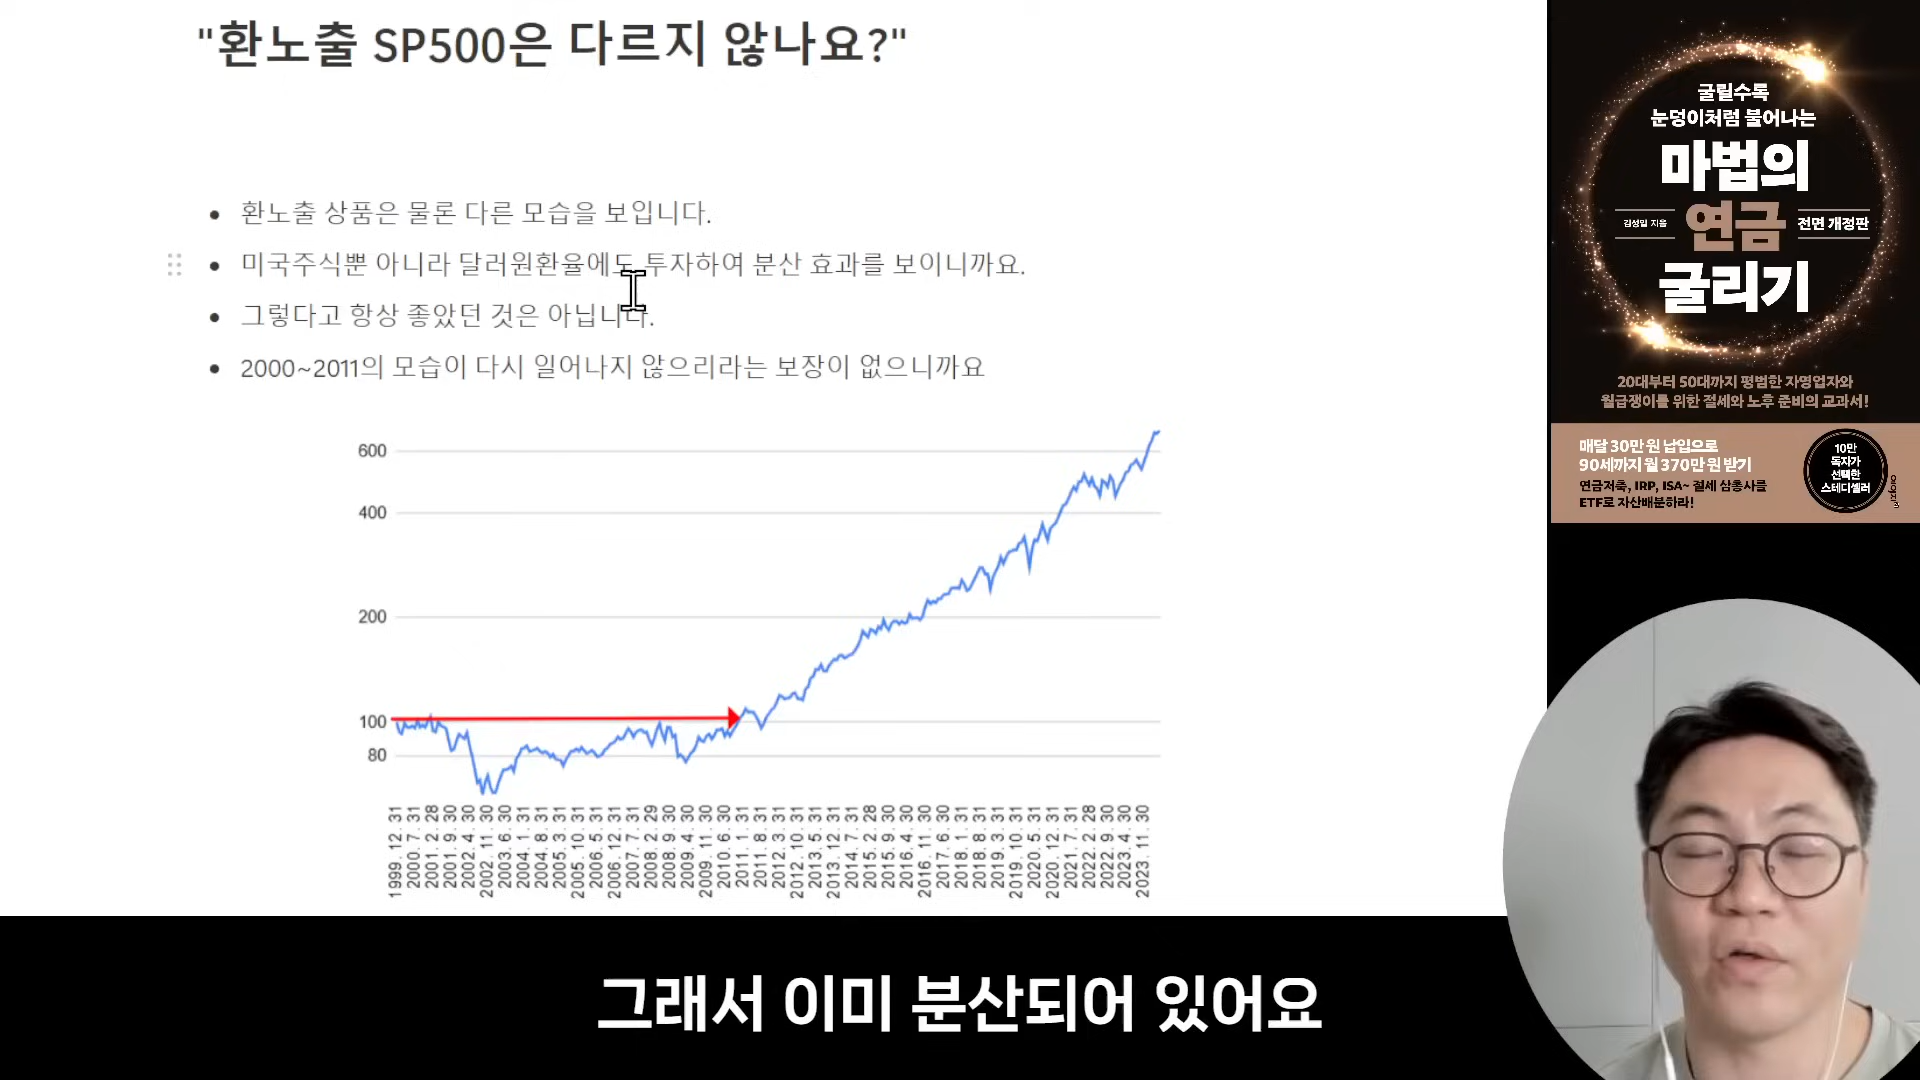 "환노출 SP500은 다르지 않나요?"
환노출 상품은 물론 다른 모습을 보입니다.
미국주식뿐 아니라 달러원환율에도 투자하여 분산 효과를 보이니까요.
그렇다고 항상 좋았던 것은 아닙니다.
2000~2011의 모습이 다시 일어나지 않으리라는 보장이 없으니까요
600
400
200
100
80
1999. 12. 31
2000. 7. 31
2001. 2. 28
2001. 9. 30
2002. 4. 30
2002. 11. 30
2003. 6. 30
2004. 1. 31
2004. 8. 31
2005. 3. 31
2005. 10. 31
2006. 5. 31
2006. 12. 31
2007. 7. 31
2008. 2. 29
2008. 9. 30
2009. 4. 30
2009. 11. 30
2010. 6. 30
2011. 1. 31
2011. 8. 31
2012. 3. 31
2012. 10. 31
2013. 5. 31
2013. 12. 31
2014. 7. 31
2015. 2. 28
2015. 9. 30
2016. 4. 30
2016. 11. 30
2017. 6. 30
2018. 1. 31
2018. 8. 31
2019. 3. 31
2019. 10. 31
2020. 5. 31
2020. 12. 31
2021. 7. 31
2022. 2. 28
2022. 9. 30
2023. 4. 30
2023. 11. 30
굴릴수록
눈덩이처럼 불어나는
마법의
김성일 지음
연금
전면 개정판
굴리기
20대부터 50대까지 평범한 자영업자와
월급쟁이를 위한 절세와 노후 준비의 교과서!
매달 30만 원 납입으로
90세까지 월 370만 원 받기
연금저축, IRP, ISA~ 절세 삼총사를
ETF로 자산배분하라!
10만
독자가
선택한
스테디셀러
그래서 이미 분산되어 있어요